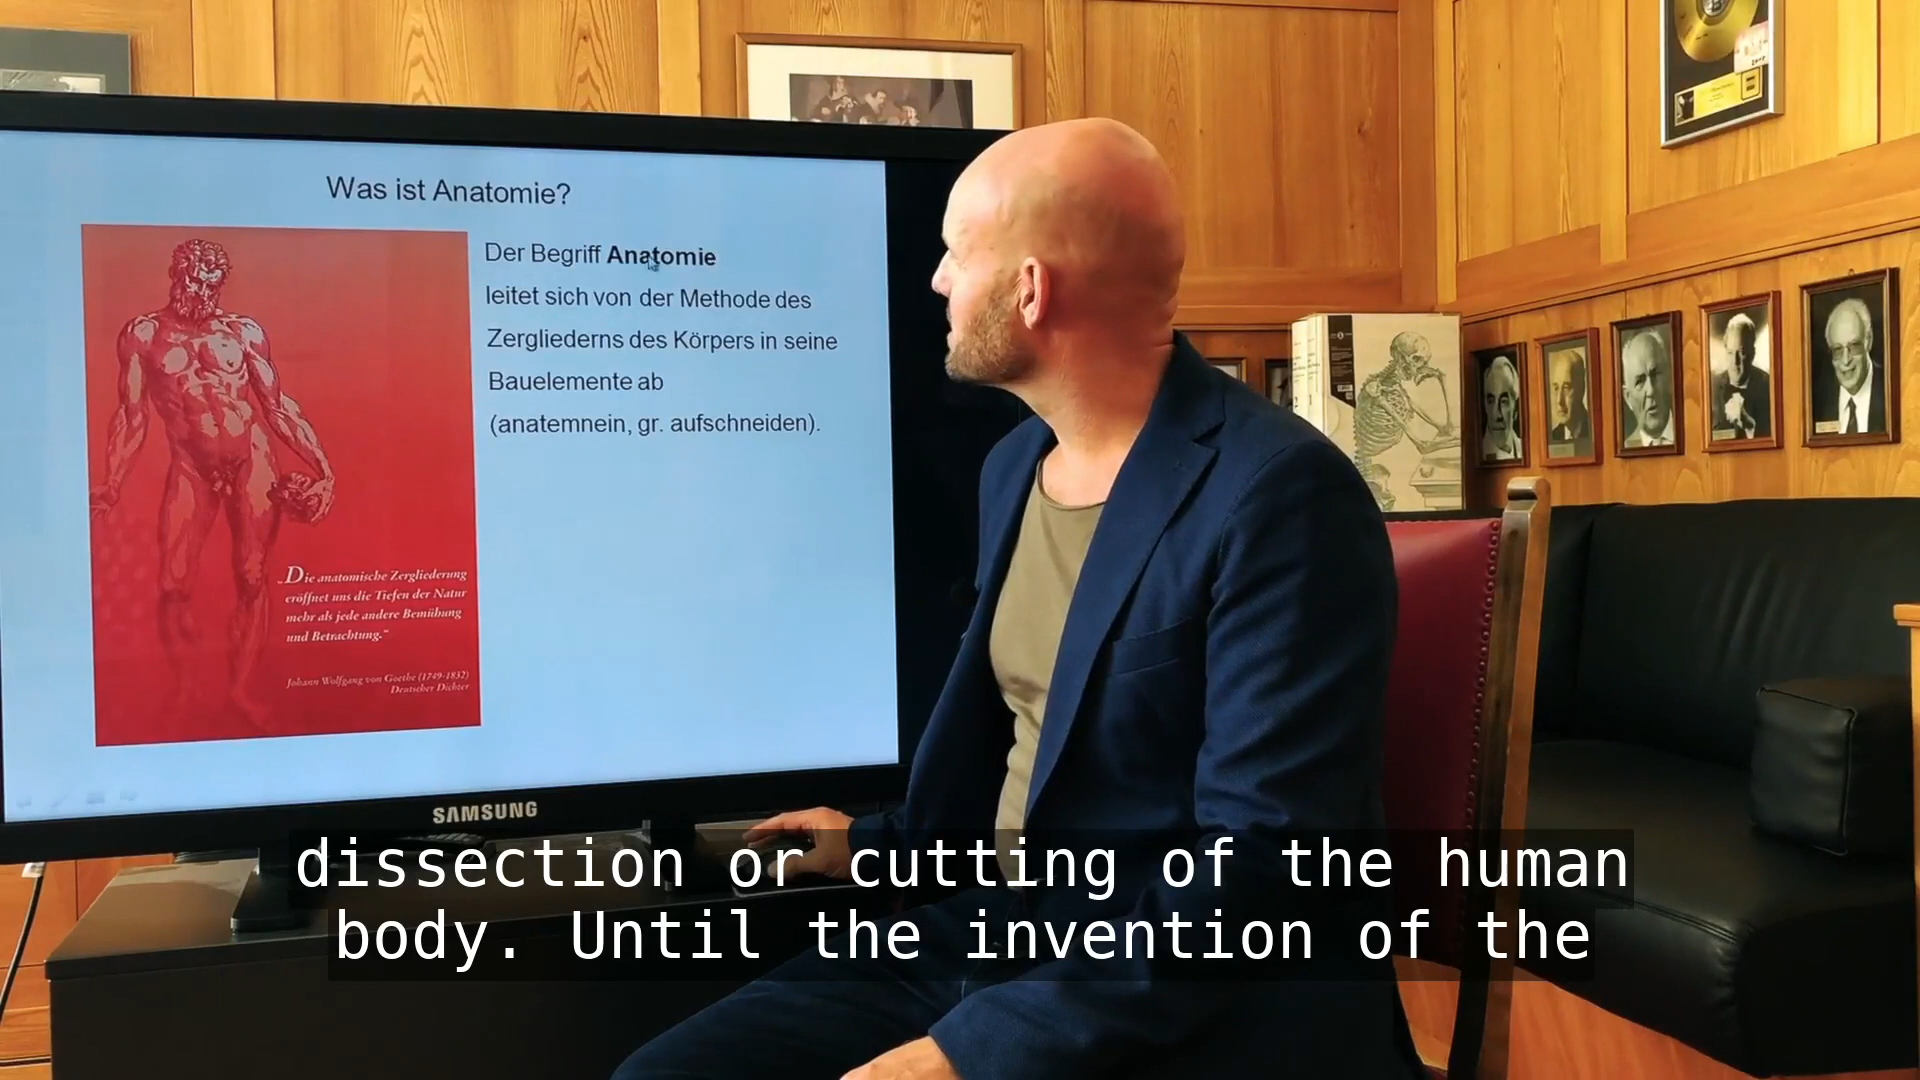 Was ist Anatomie?
Der Begriff Anatomie
leitet sich von der Methode des
Zergliederns des Körpers in seine
Bauelemente ab
(anatemnein, gr. aufschneiden).
„Die anatomische Zergliederung
eröffnet uns die Tiefen der Natur
mehr als jede andere Bemühung
und Betrachtung.“
Johann Wolfgang von Goethe (1749-1832)
Deutscher Dichter
SAMSUNG
dissection or cutting of the human
body. Until the invention of the